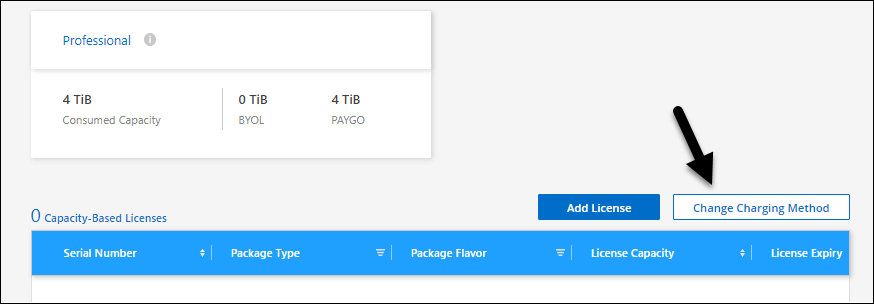 Professional
4 TiB 0 TiB 4 TiB
Consumed Capacity BYOL PAYGO
0 Capacity-Based Licenses Add License Change Charging Method
Serial Number Package Type Package Flavor License Capacity License Expiry